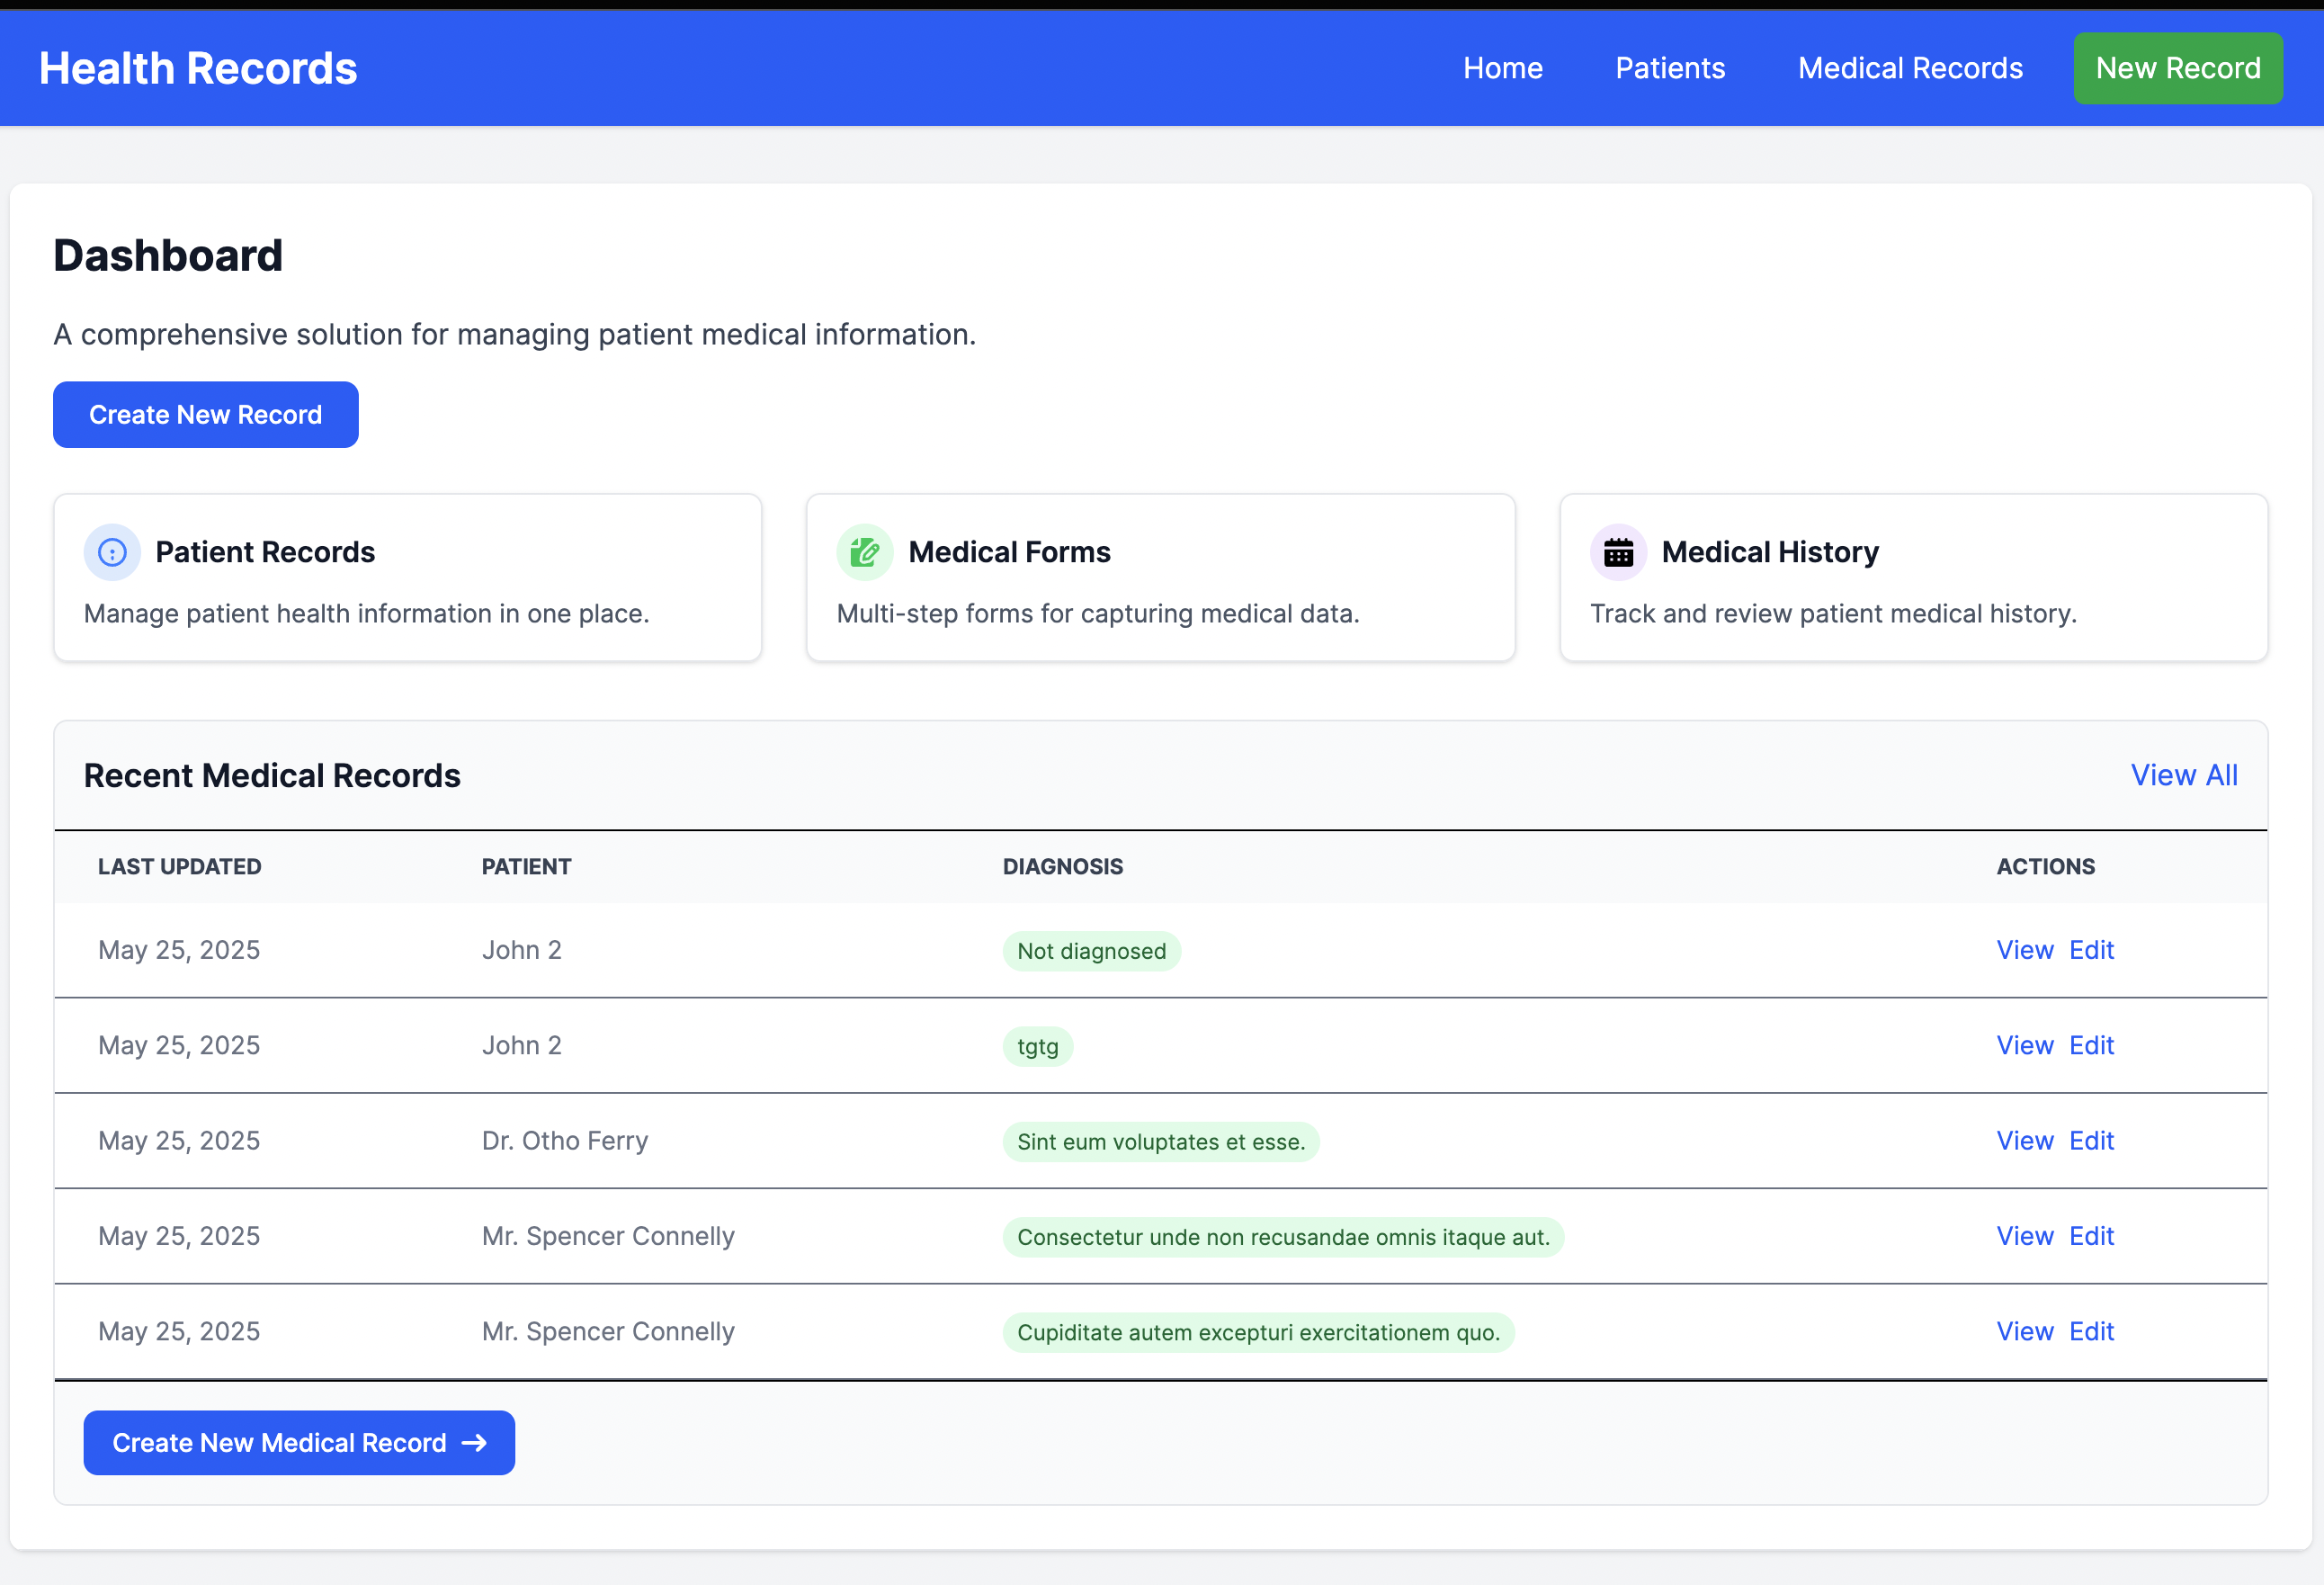 Health Records Home Patients Medical Records New Record
Dashboard
A comprehensive solution for managing patient medical information.
Create New Record
Patient Records
Manage patient health information in one place.
Medical Forms
Multi-step forms for capturing medical data.
Medical History
Track and review patient medical history.
Recent Medical Records View All
LAST UPDATED PATIENT DIAGNOSIS ACTIONS
May 25, 2025 John 2 Not diagnosed View Edit
May 25, 2025 John 2 tgtg View Edit
May 25, 2025 Dr. Otho Ferry Sint eum voluptates et esse. View Edit
May 25, 2025 Mr. Spencer Connelly Consectetur unde non recusandae omnis itaque aut. View Edit
May 25, 2025 Mr. Spencer Connelly Cupiditate autem excepturi exercitationem quo. View Edit
Create New Medical Record →